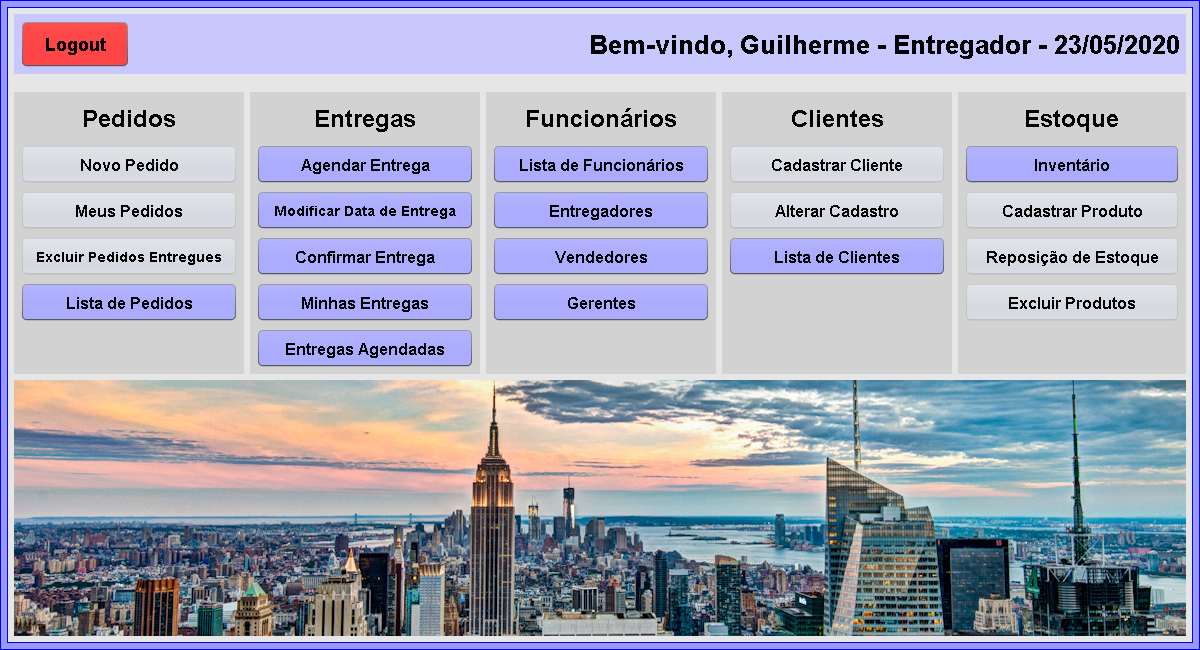 Logout
Bem-vindo, Guilherme - Entregador - 23/05/2020
Pedidos
Novo Pedido
Meus Pedidos
Excluir Pedidos Entregues
Lista de Pedidos
Entregas
Agendar Entrega
Modificar Data de Entrega
Confirmar Entrega
Minhas Entregas
Entregas Agendadas
Funcionários
Lista de Funcionários
Entregadores
Vendedores
Gerentes
Clientes
Cadastrar Cliente
Alterar Cadastro
Lista de Clientes
Estoque
Inventário
Cadastrar Produto
Reposição de Estoque
Excluir Produtos